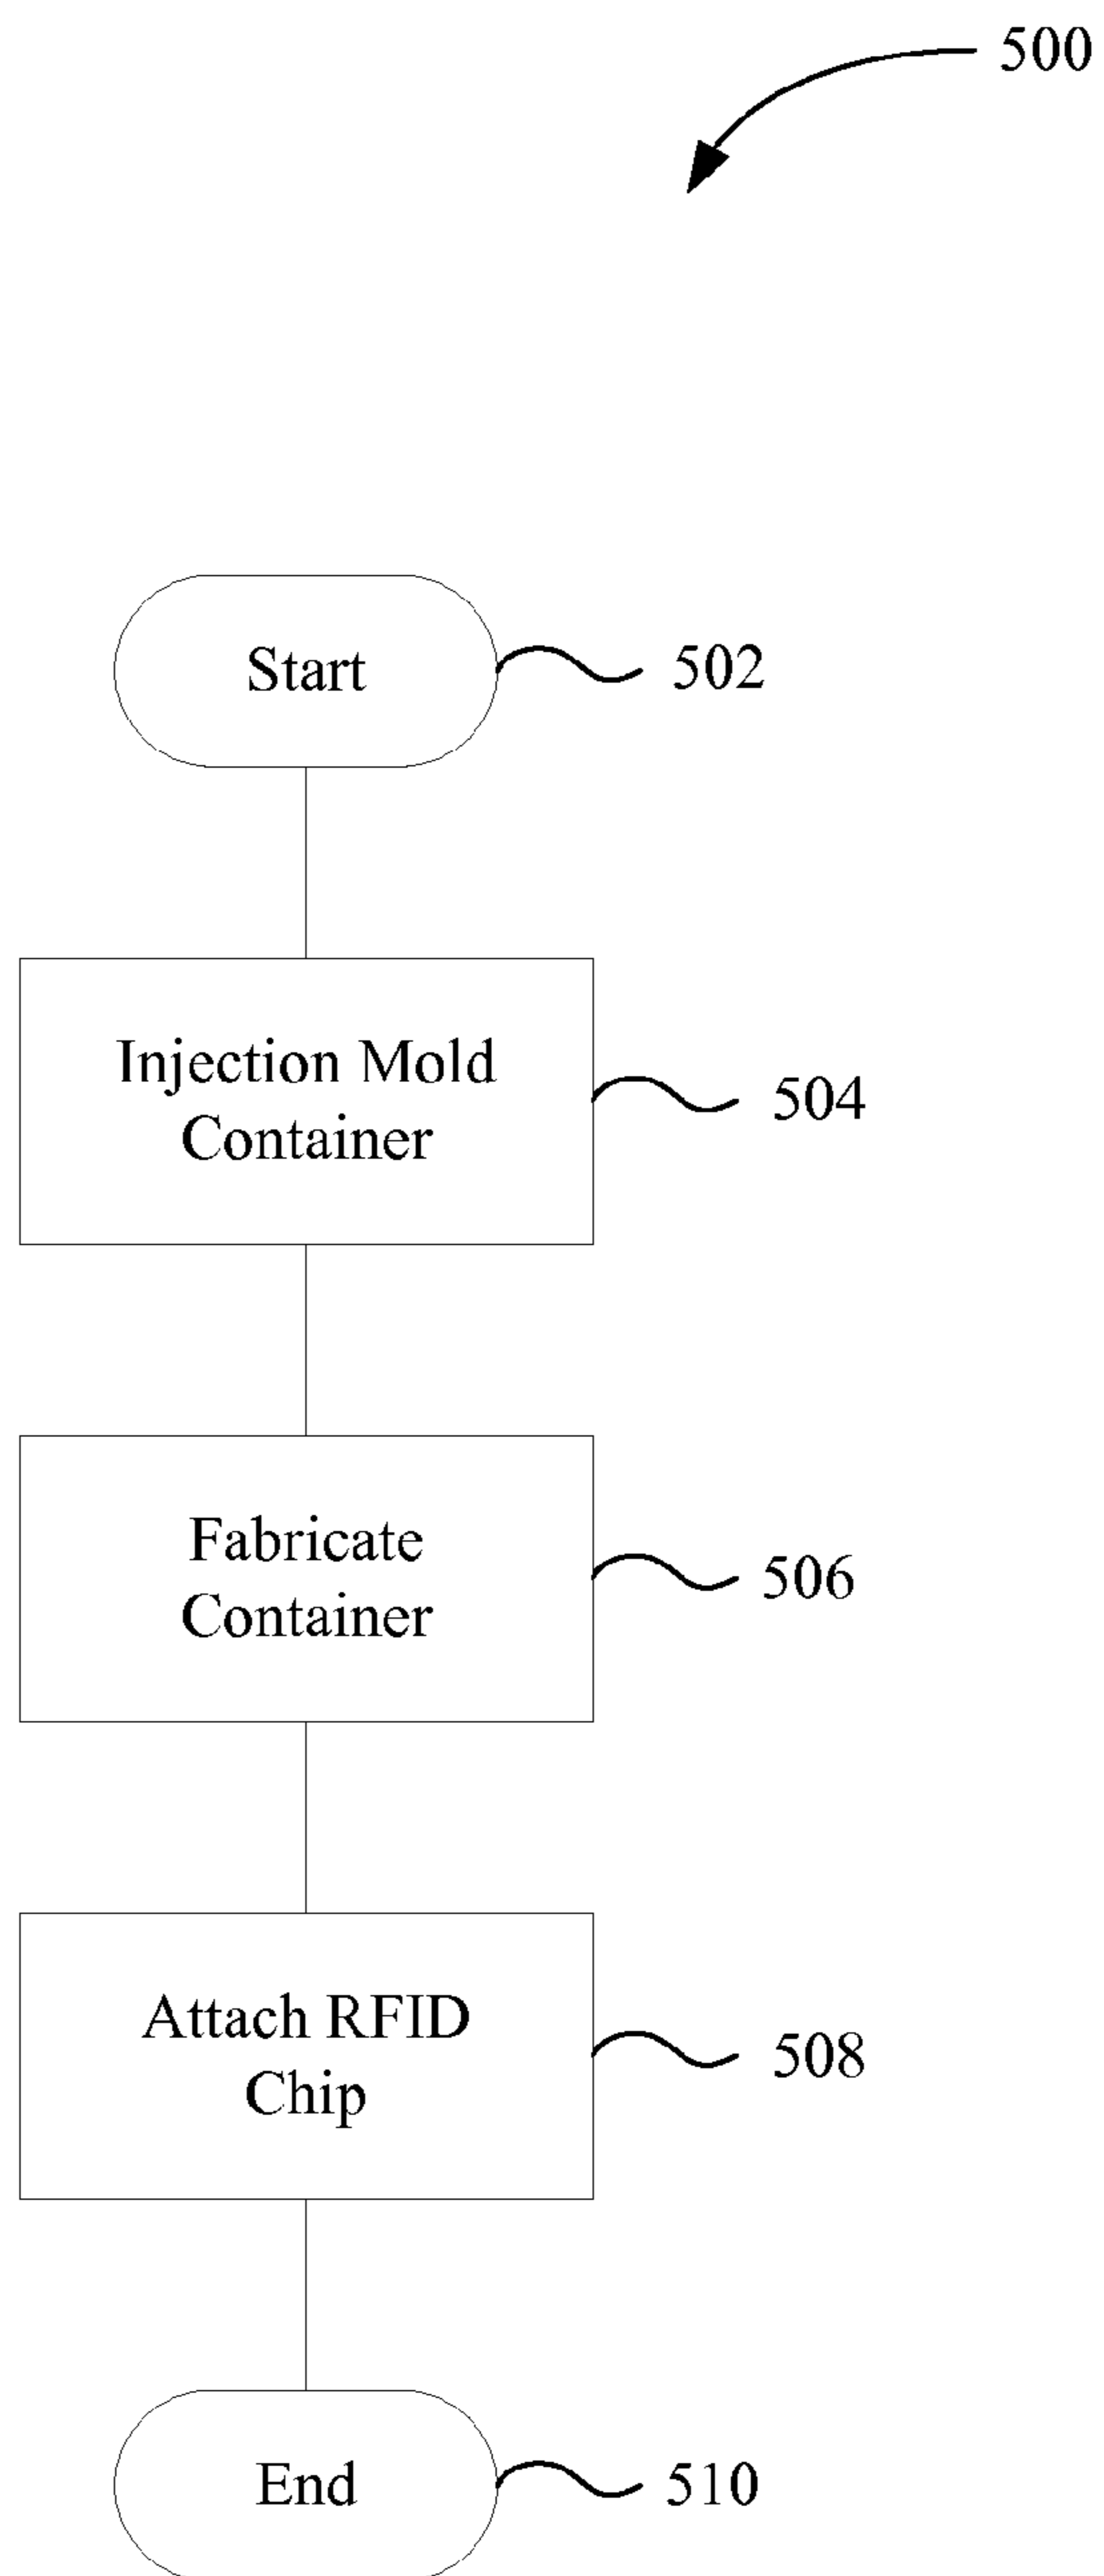 500
Start
502
Injection Mold
Container
504
Fabricate
Container
506
Attach RFID
Chip
508
End
510